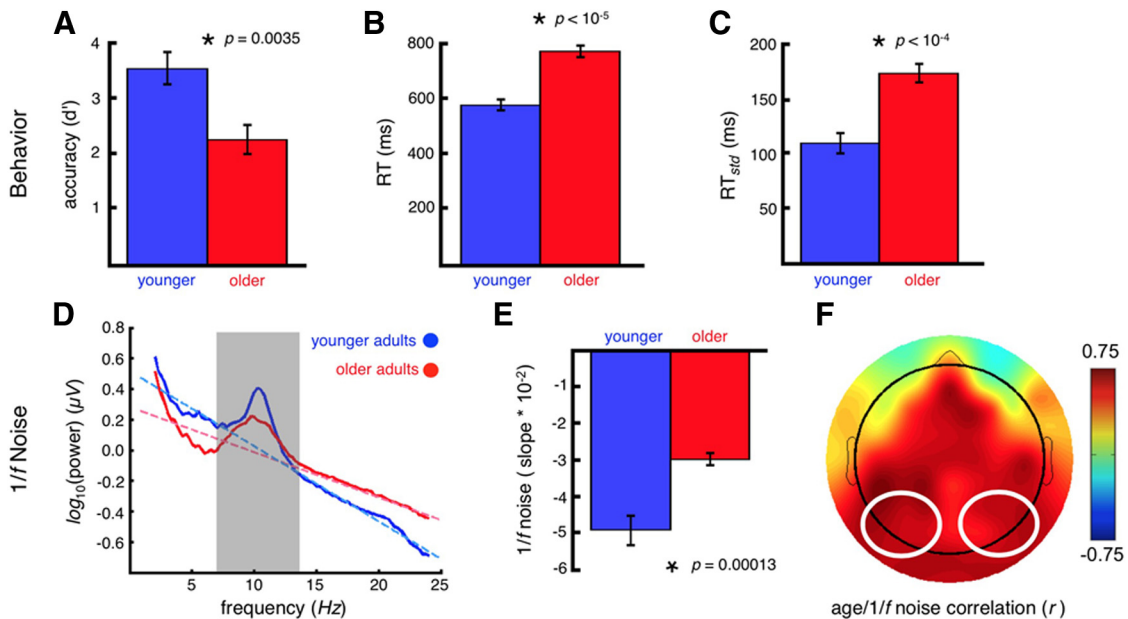 A
B
C
* p = 0.0035
* p < 10-5
* p < 10-4
Behavior
accuracy (d')
4
3
2
1
younger
older
RT (ms)
800
600
400
200
younger
older
RTstd (ms)
200
150
100
50
younger
older
D
E
F
1/f Noise
log10(power) (µV)
0.8
0.6
0.4
0.2
0.0
-0.2
-0.4
-0.6
younger adults
older adults
5
10
15
20
25
frequency (Hz)
younger
older
1/f noise ( slope * 10-2)
-1
-2
-3
-4
-5
-6
* p = 0.00013
0.75
-0.75
age/1/f noise correlation (r)